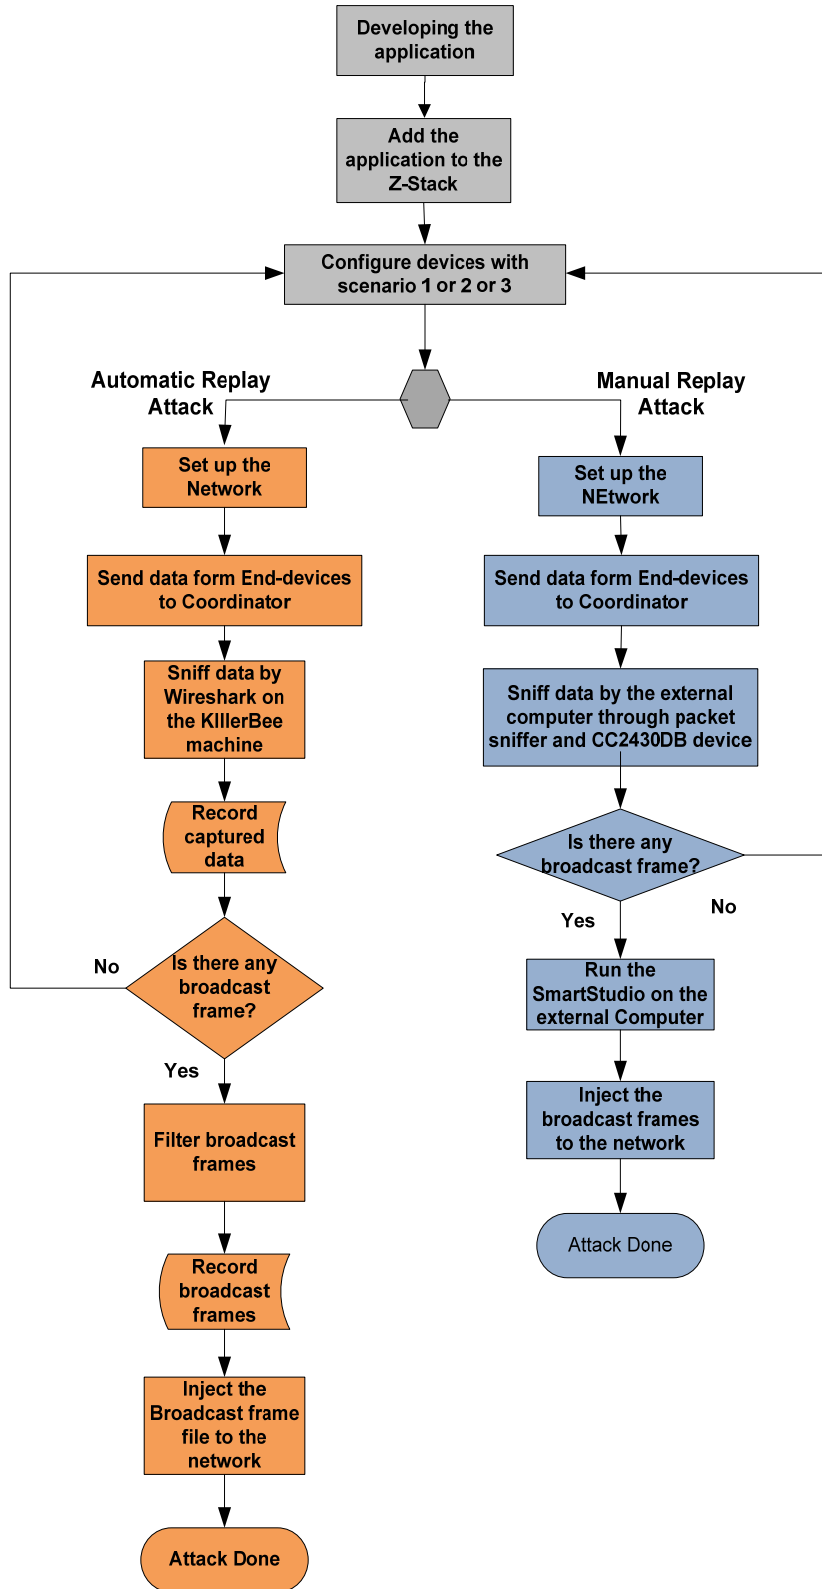 Developing the
application
Add the
application to the
Z-Stack
Configure devices with
scenario 1 or 2 or 3
Automatic Replay
Attack
Manual Replay
Attack
Set up the
Network
Send data form End-devices
to Coordinator
Sniff data by
Wireshark on
the KIllerBee
machine
Record
captured
data
Is there any
broadcast
frame?
No
Yes
Filter broadcast
frames
Record
broadcast
frames
Inject the
Broadcast frame
file to the
network
Attack Done
Set up the
NEtwork
Send data form End-devices
to Coordinator
Sniff data by the external
computer through packet
sniffer and CC2430DB device
Is there any
broadcast frame?
No
Yes
Run the
SmartStudio on the
external Computer
Inject the
broadcast frames
to the network
Attack Done